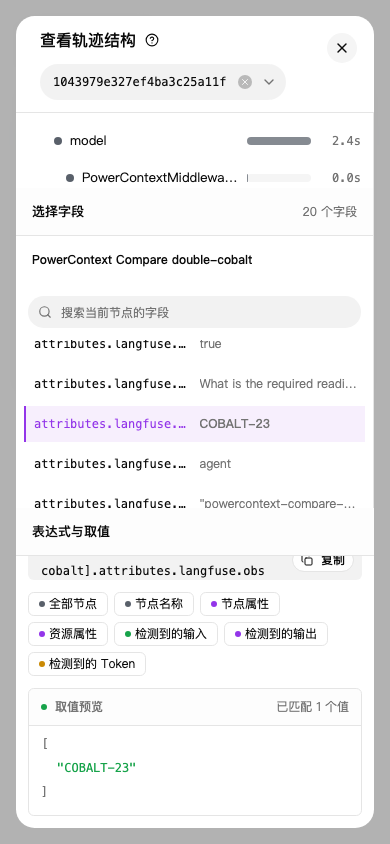 查看轨迹结构
1043979e327ef4ba3c25a11f
model 2.4s
PowerContextMiddlewa... 0.0s
选择字段 20 个字段
PowerContext Compare double-cobalt
搜索当前节点的字段
attributes.langfuse.… true
attributes.langfuse.… What is the required readi...
attributes.langfuse.… COBALT-23
attributes.langfuse.… agent
attributes.langfuse.… "powercontext-compare-...
表达式与取值
复制
cobalt].attributes.langfuse.obs
全部节点 节点名称 节点属性
资源属性 检测到的输入 检测到的输出
检测到的 Token
取值预览 已匹配 1 个值
[
"COBALT-23"
]